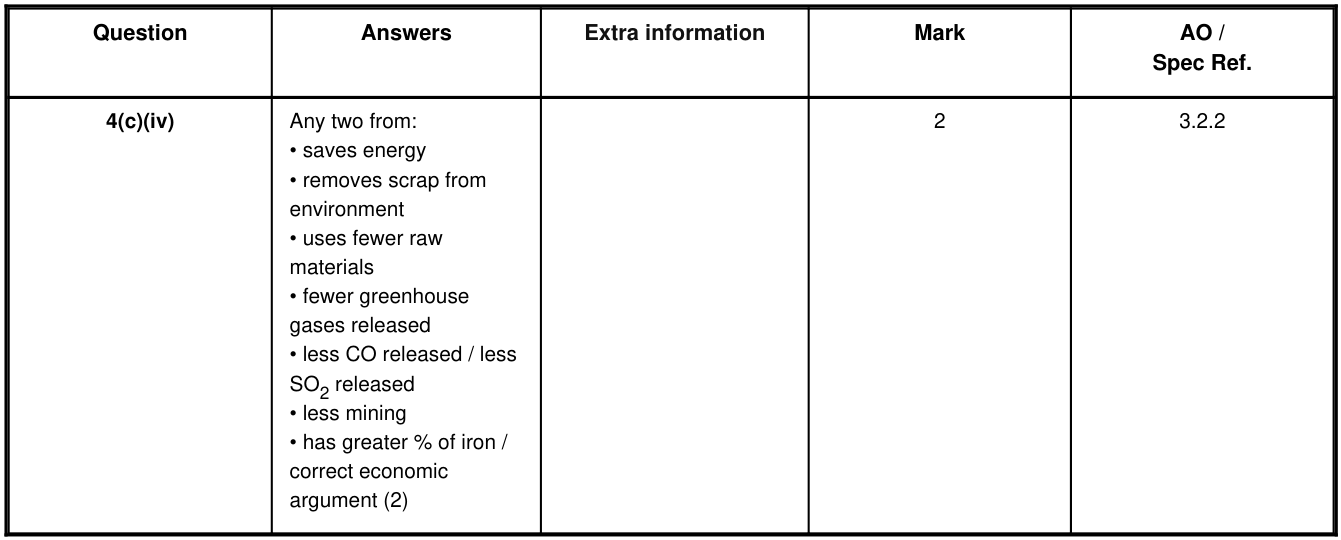 Question Answers Extra information Mark AO /
Spec Ref.
4(c)(iv) Any two from: 2 3.2.2
• saves energy
• removes scrap from
environment
• uses fewer raw
materials
• fewer greenhouse
gases released
• less CO released / less
SO2 released
• less mining
• has greater % of iron /
correct economic
argument (2)